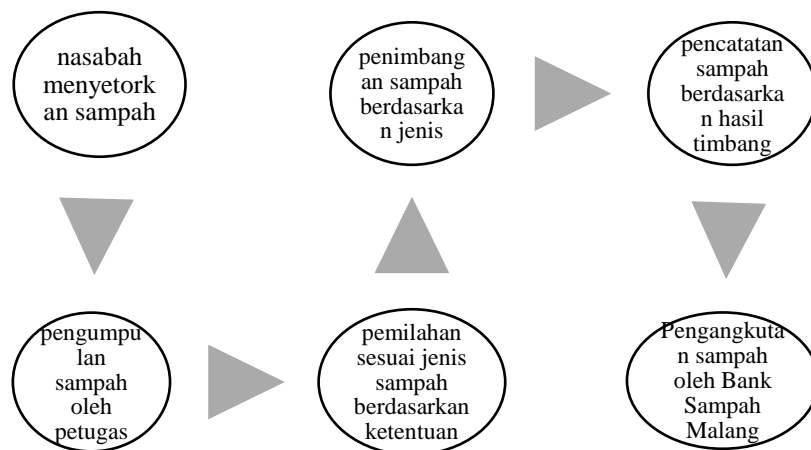 nasabah
menyetork
an sampah
pengumpu
lan
sampah
oleh
petugas
pemilahan
sesuai jenis
sampah
berdasarkan
ketentuan
penimbang
an sampah
berdasarka
n jenis
pencatatan
sampah
berdasarka
n hasil
timbang
Pengangkuta
n sampah
oleh Bank
Sampah
Malang